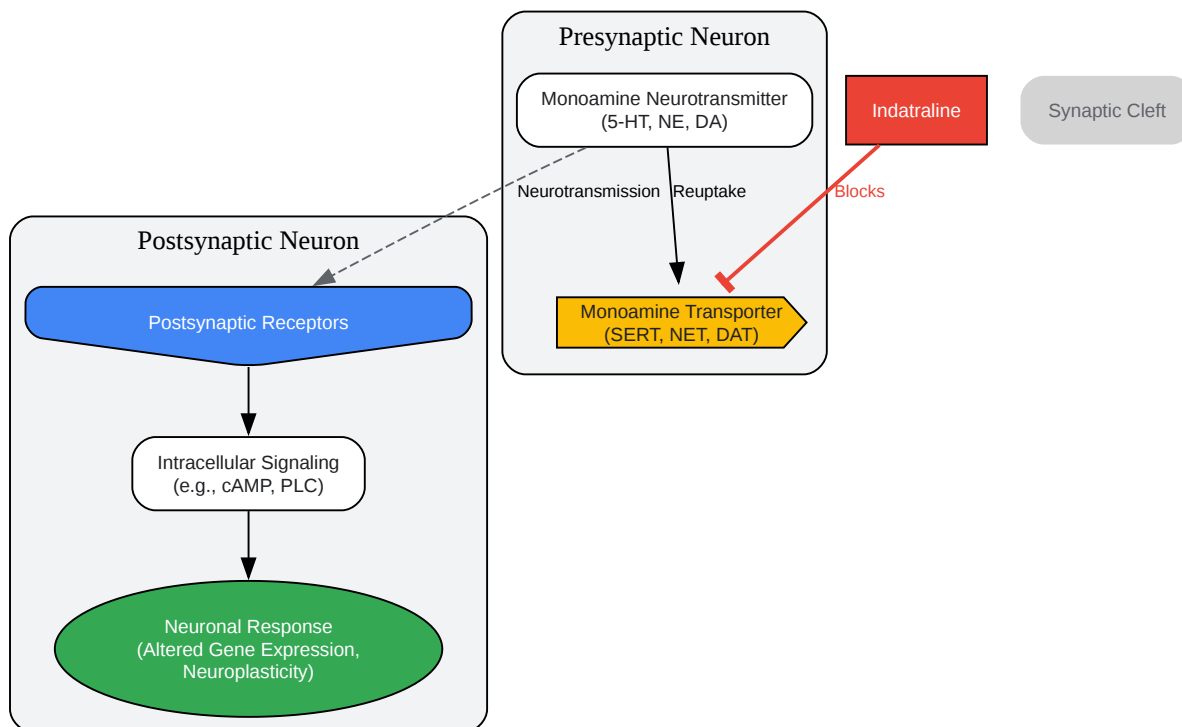 Presynaptic Neuron
Monoamine Neurotransmitter
(5-HT, NE, DA)
Indatraline
Synaptic Cleft
Neurotransmission
Reuptake
Blocks
Postsynaptic Neuron
Monoamine Transporter
(SERT, NET, DAT)
Postsynaptic Receptors
Intracellular Signaling
(e.g., cAMP, PLC)
Neuronal Response
(Altered Gene Expression,
Neuroplasticity)